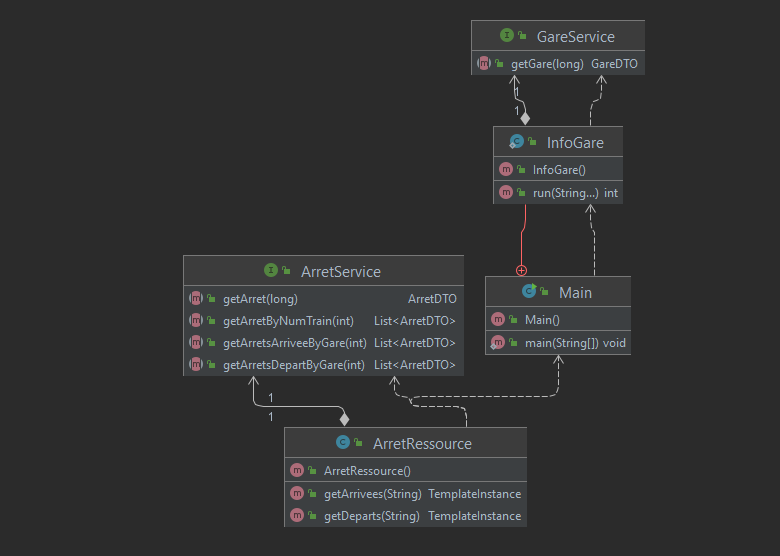 GareService
getGare(long) GareDTO
1
1
InfoGare
InfoGare()
run(String...) int
ArretService
getArret(long) ArretDTO
getArretByNumTrain(int) List<ArretDTO>
getArretsArriveeByGare(int) List<ArretDTO>
getArretsDepartByGare(int) List<ArretDTO>
Main
Main()
main(String[]) void
1
1
ArretRessource
ArretRessource()
getArrivees(String) TemplateInstance
getDeparts(String) TemplateInstance